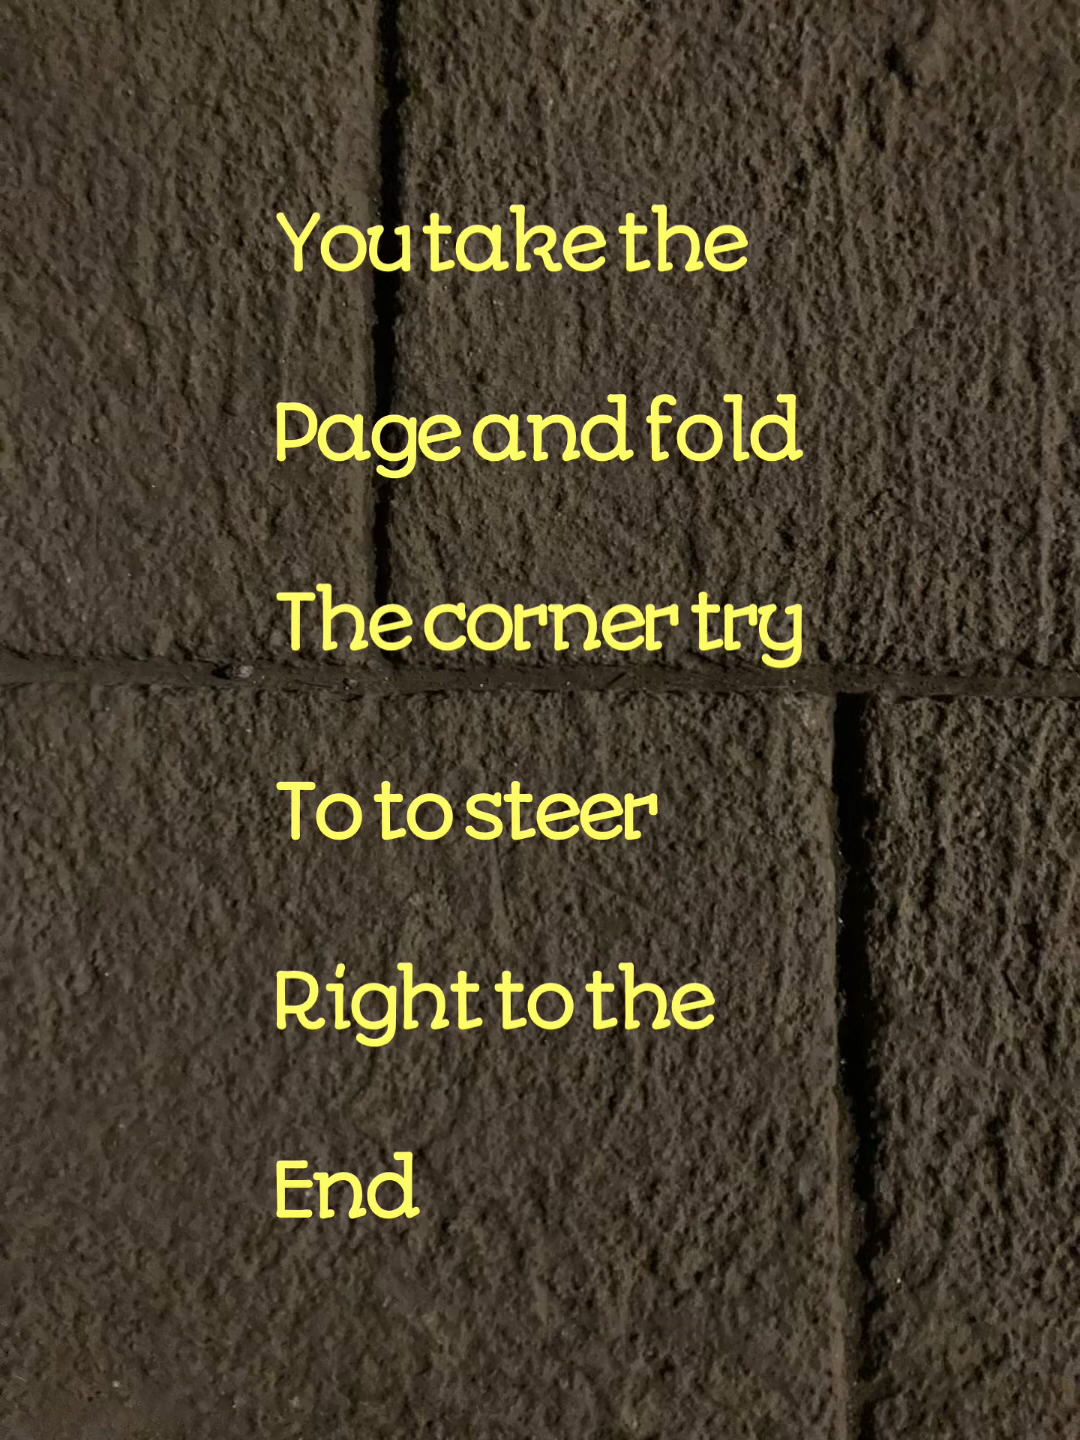 You take the
Page and fold
The corner try
To to steer
Right to the
End